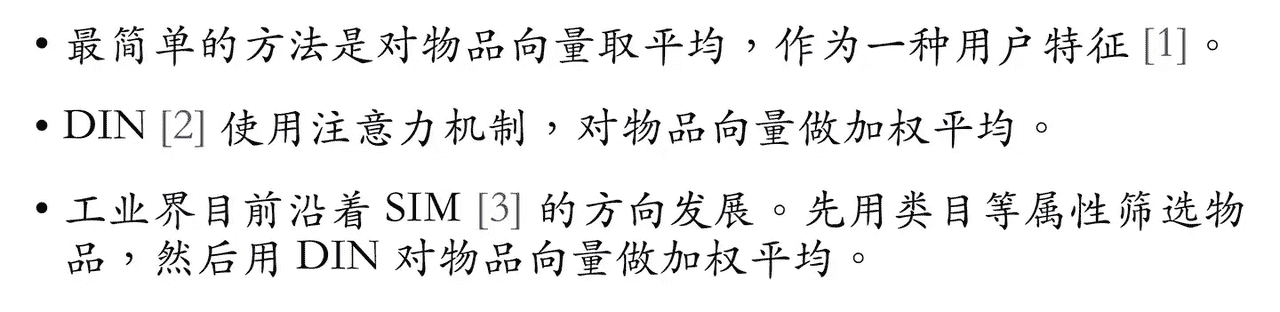 • 最简单的方法是对物品向量取平均，作为一种用户特征 [1]。
• DIN [2] 使用注意力机制，对物品向量做加权平均。
• 工业界目前沿着 SIM [3] 的方向发展。先用类目等属性筛选物
品，然后用 DIN 对物品向量做加权平均。